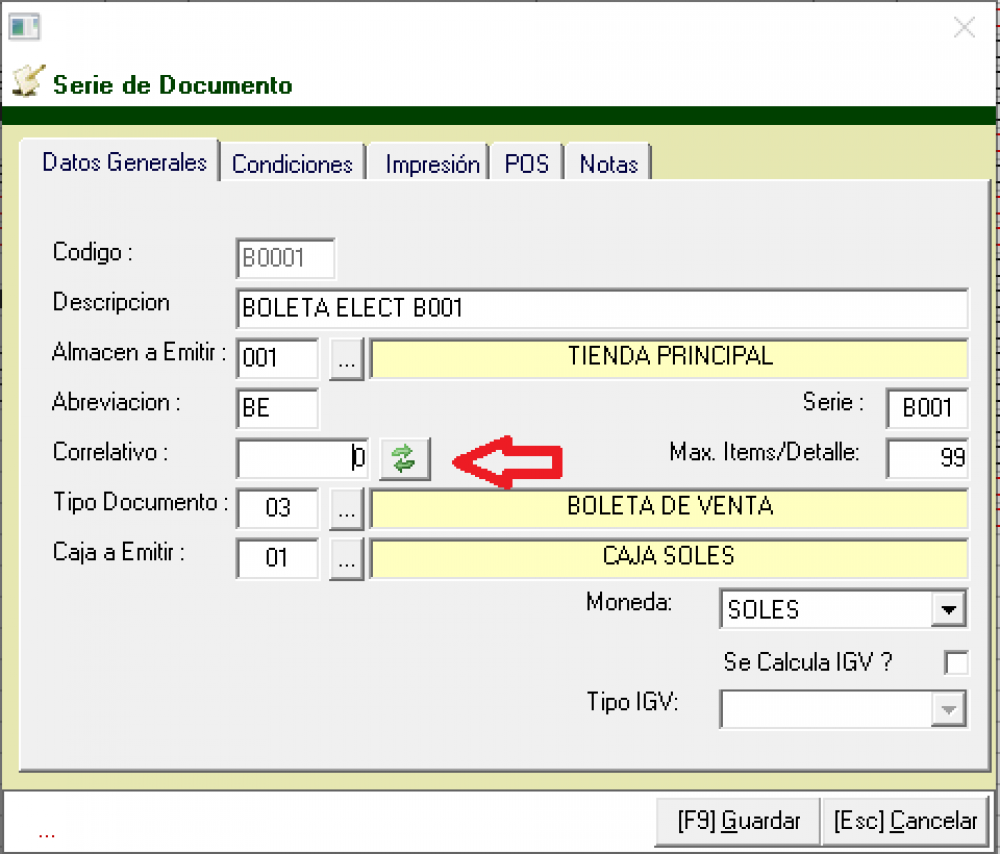 Serie de Documento
Datos Generales Condiciones Impresión POS Notas
Codigo : B0001
Descripcion BOLETA ELECT B001
Almacen a Emitir : 001 ... TIENDA PRINCIPAL
Abreviacion : BE Serie : B001
Correlativo : 0 Max. Items/Detalle: 99
Tipo Documento : 03 ... BOLETA DE VENTA
Caja a Emitir : 01 ... CAJA SOLES
Moneda: SOLES
Se Calcula IGV ?
Tipo IGV:
... [F9] Guardar [Esc] Cancelar